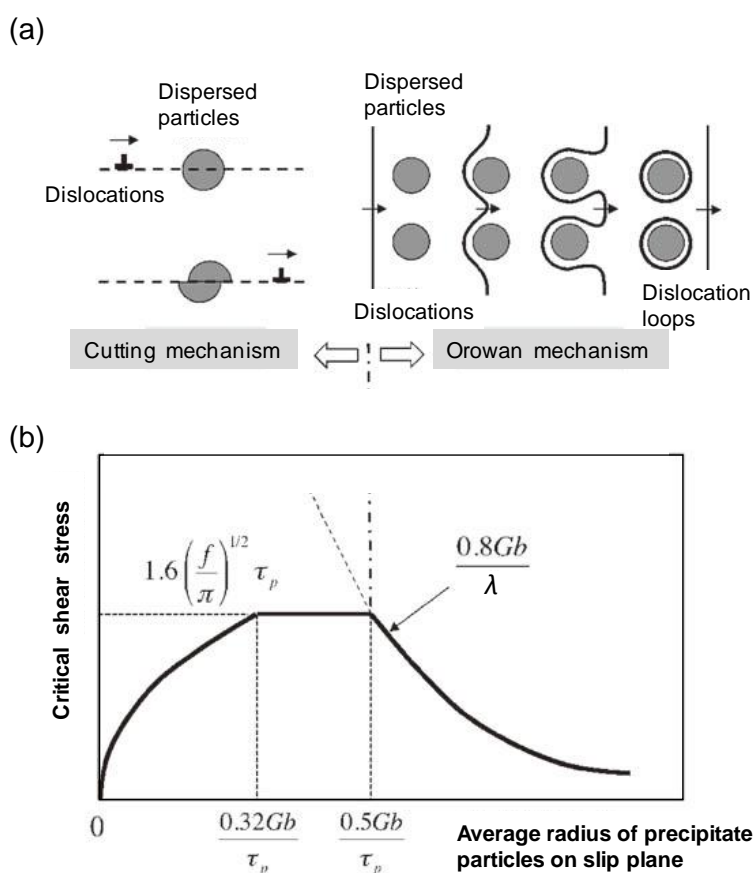 (a)
Dispersed
particles
Dislocations
Dispersed
particles
Dislocations
Dislocation
loops
Cutting mechanism
Orowan mechanism
(b)
Critical shear stress
1.6 (f/π)^1/2 τp
0.8Gb/λ
0
0.32Gb/τp
0.5Gb/τp
Average radius of precipitate
particles on slip plane